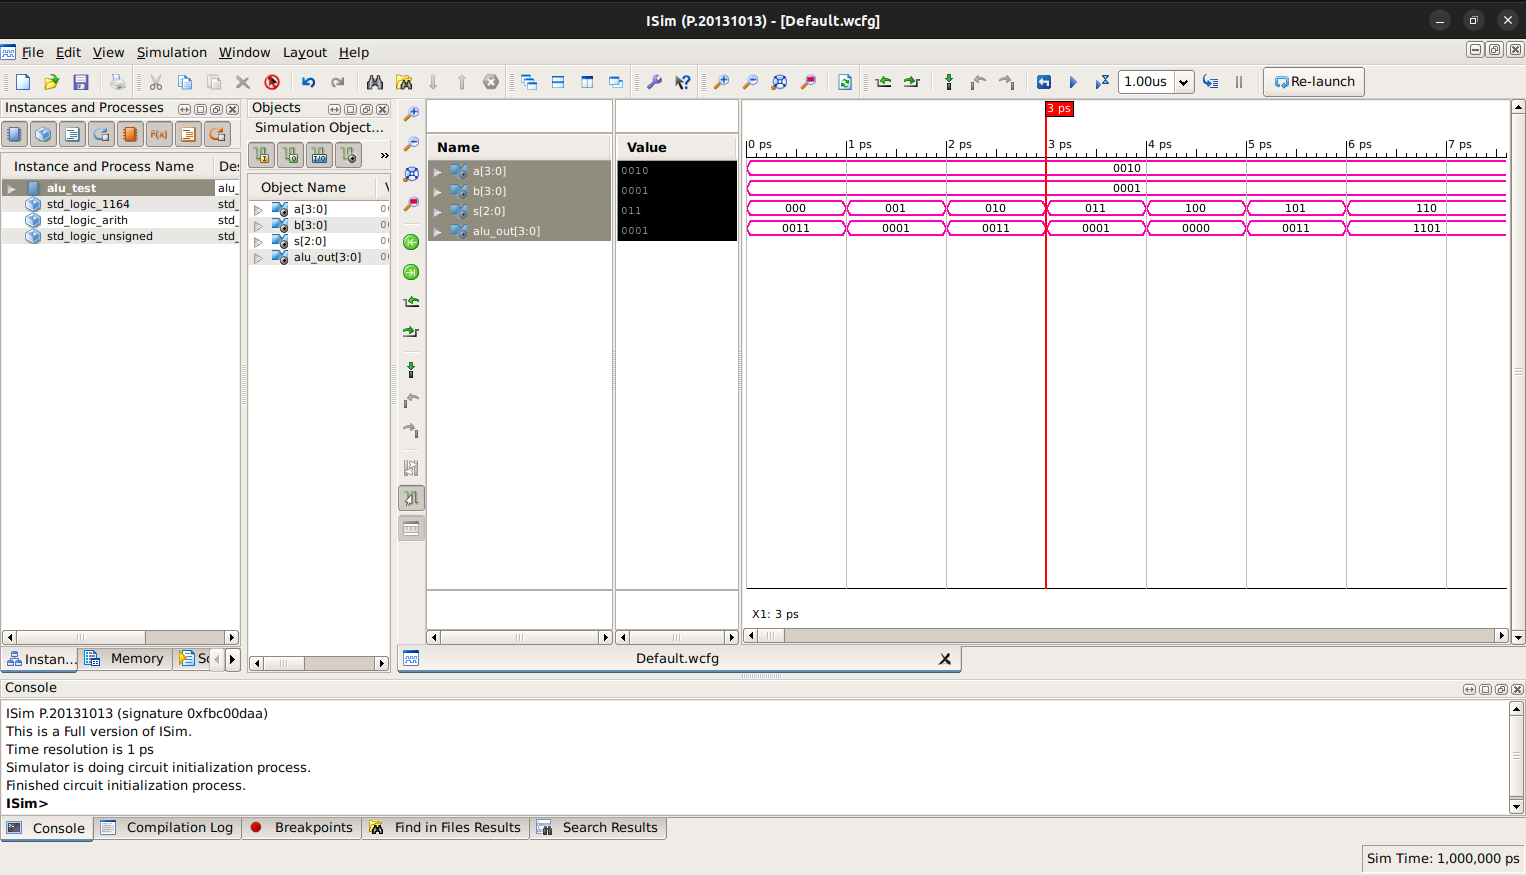 ISim (P.20131013) - [Default.wcfg]
File Edit View Simulation Window Layout Help
1.00us Re-launch
Instances and Processes
Instance and Process Name
alu_test alu_
std_logic_1164 std_
std_logic_arith std_
std_logic_unsigned std_
Instan... Memory
Objects
Simulation Object...
»
Object Name
a[3:0]
b[3:0]
s[2:0]
alu_out[3:0]
Name Value
a[3:0] 0010
b[3:0] 0001
s[2:0] 011
alu_out[3:0] 0001
3 ps
0 ps 1 ps 2 ps 3 ps 4 ps 5 ps 6 ps 7 ps
0010
0001
000 001 010 011 100 101 110
0011 0001 0011 0001 0000 0011 1101
X1: 3 ps
Default.wcfg
Console
ISim P.20131013 (signature 0xfbc00daa)
This is a Full version of ISim.
Time resolution is 1 ps
Simulator is doing circuit initialization process.
Finished circuit initialization process.
ISim>
Console Compilation Log Breakpoints Find in Files Results Search Results
Sim Time: 1,000,000 ps